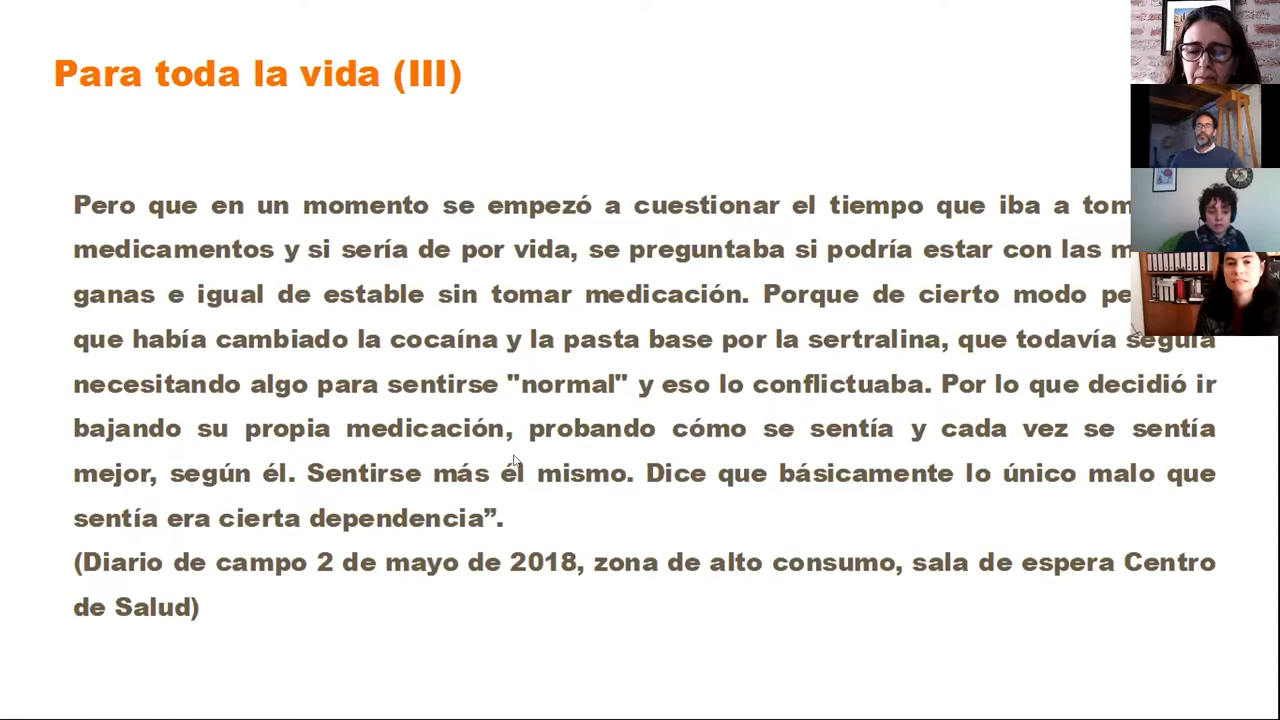 Para toda la vida (III)
Pero que en un momento se empezó a cuestionar el tiempo que iba a
medicamentos y si sería de por vida, se preguntaba si podría estar con las
ganas e igual de estable sin tomar medicación. Porque de cierto modo
que había cambiado la cocaína y la pasta base por la sertralina, que todavía seguía
necesitando algo para sentirse "normal" y eso lo conflictuaba. Por lo que decidió ir
bajando su propia medicación, probando cómo se sentía y cada vez se sentía
mejor, según él. Sentirse más él mismo. Dice que básicamente lo único malo que
sentía era cierta dependencia”.
(Diario de campo 2 de mayo de 2018, zona de alto consumo, sala de espera Centro
de Salud)